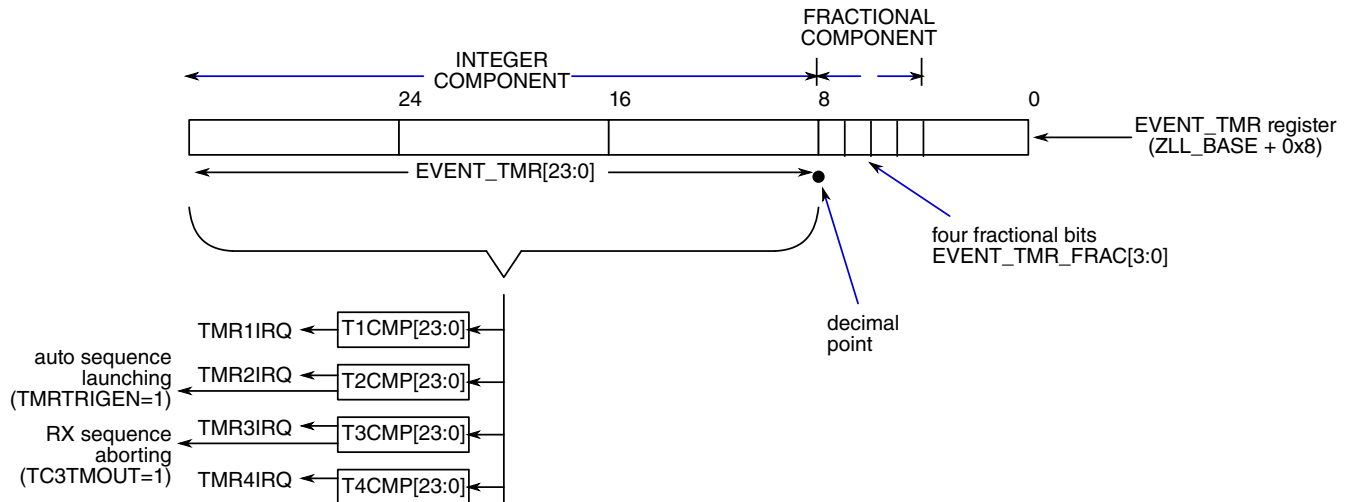 FRACTIONAL
COMPONENT
INTEGER
COMPONENT
24
16
8
0
EVENT_TMR register
(ZLL_BASE + 0x8)
EVENT_TMR[23:0]
four fractional bits
EVENT_TMR_FRAC[3:0]
decimal
point
TMR1IRQ
T1CMP[23:0]
auto sequence
launching
(TMRTRIGEN=1)
TMR2IRQ
T2CMP[23:0]
RX sequence
aborting
(TC3TMOUT=1)
TMR3IRQ
T3CMP[23:0]
TMR4IRQ
T4CMP[23:0]